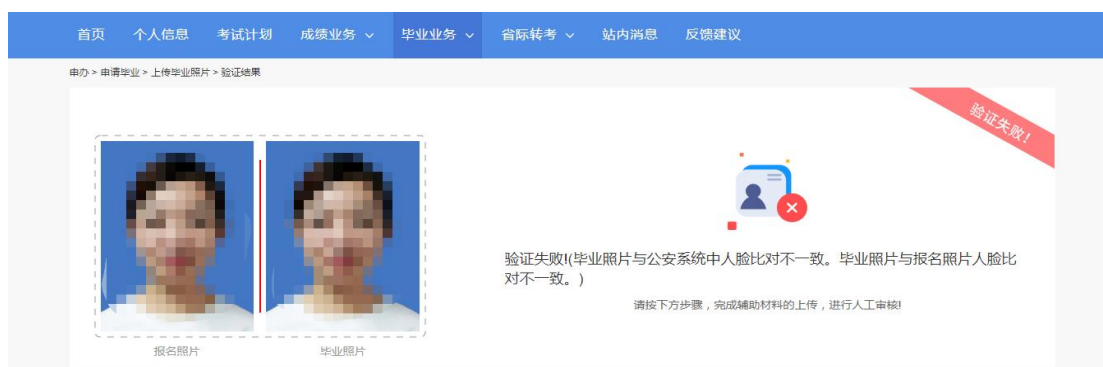 首页 个人信息 考试计划 成绩业务 毕业业务 省际转考 站内消息 反馈建议
申办 > 申请毕业 > 上传毕业照片 > 验证结果
验证失败!
验证失败!(毕业照片与公安系统中人脸比对不一致。毕业照片与报名照片人脸比
对不一致。)
请按下方步骤，完成辅助材料的上传，进行人工审核!
报名照片 毕业照片